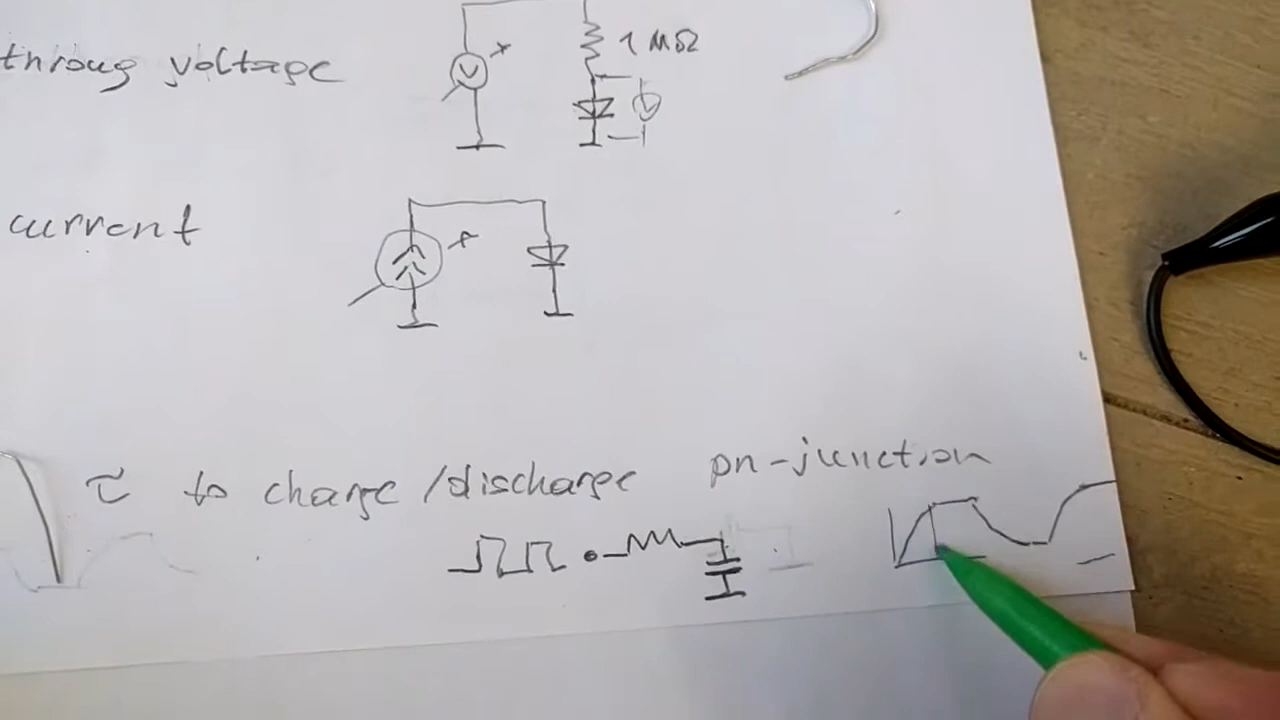 throug voltage
1 MΩ
current
τ to charge/discharge pn-junction